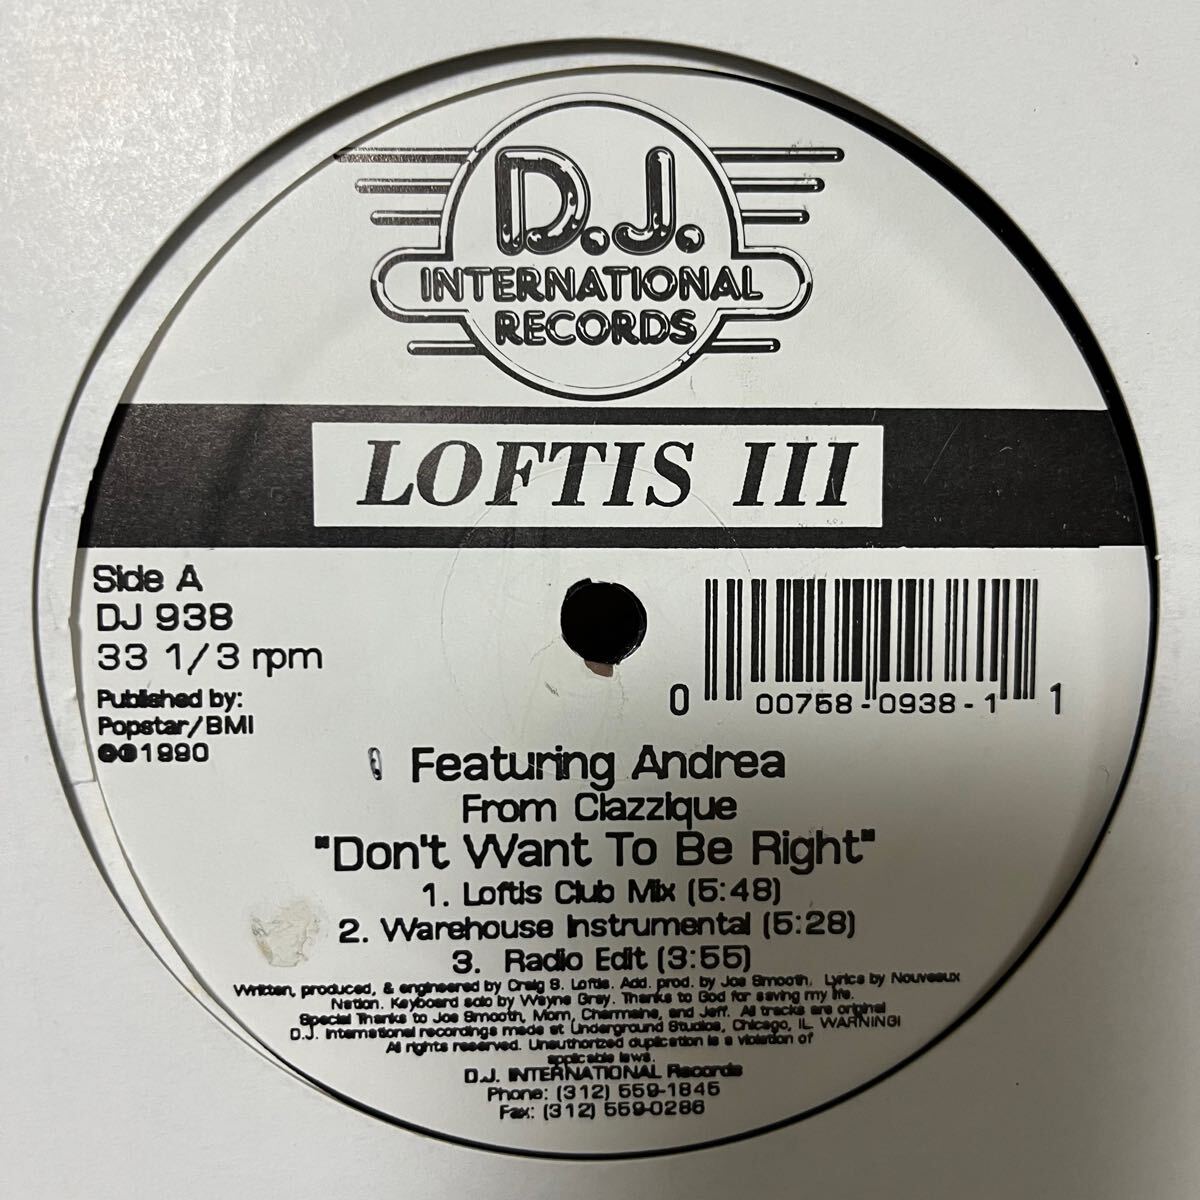 D.J.
INTERNATIONAL
RECORDS
LOFTIS III
Side A
DJ 938
33 1/3 rpm
Published by:
Popstar/BMI
℗©1990
0 00758-0938-1 1
Featuring Andrea
From Clazzique
"Don't Want To Be Right"
1. Loftis Club Mix (5:48)
2. Warehouse Instrumental (5:28)
3. Radio Edit (3:55)
Written, produced, & engineered by Craig S. Loftis. Add. prod. by Joe Smooth, Lyrics by Nouveaux
Nation. Keyboard solo by Wayne Gray. Thanks to God for saving my life.
Special Thanks to Joe Smooth, Mom, Charmaine, and Jeff. All tracks are original
D.J. International recordings made at Underground Studios, Chicago, IL. WARNING!
All rights reserved. Unauthorized duplication is a violation of
applicable laws.
D.J. INTERNATIONAL Records
Phone: (312) 559-1845
Fax: (312) 559-0286